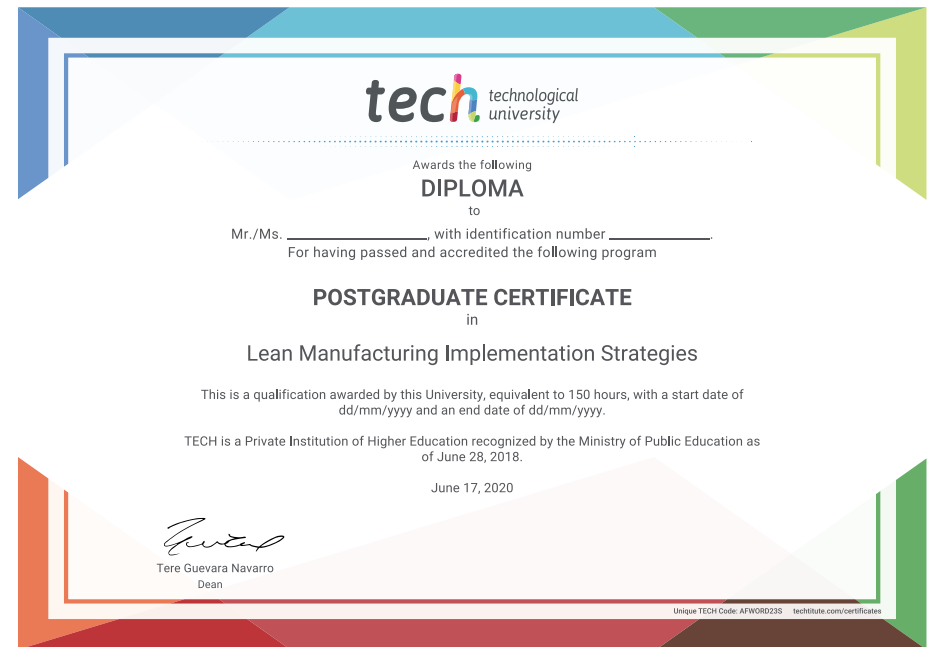 tech technological
university
Awards the following
DIPLOMA
to
Mr./Ms. ____________________, with identification number ______________.
For having passed and accredited the following program
POSTGRADUATE CERTIFICATE
in
Lean Manufacturing Implementation Strategies
This is a qualification awarded by this University, equivalent to 150 hours, with a start date of
dd/mm/yyyy and an end date of dd/mm/yyyy.
TECH is a Private Institution of Higher Education recognized by the Ministry of Public Education as
of June 28, 2018.
June 17, 2020
Tere Guevara Navarro
Dean
Unique TECH Code: AFWORD23S techtitute.com/certificates